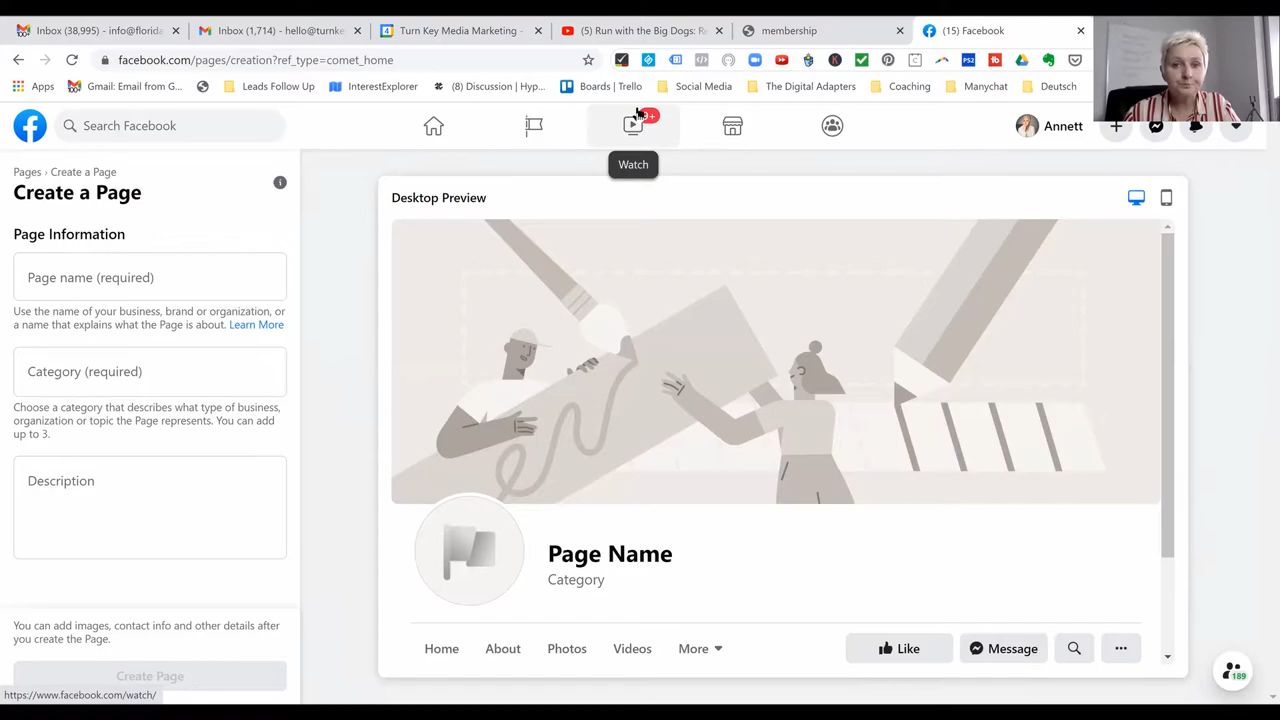 Inbox (38,995) - info@florida
Inbox (1,714) - hello@turnke
Turn Key Media Marketing -
(5) Run with the Big Dogs: Re
membership
(15) Facebook
facebook.com/pages/creation?ref_type=comet_home
Apps
Gmail: Email from G...
Leads Follow Up
InterestExplorer
(8) Discussion | Hyp...
Boards | Trello
Social Media
The Digital Adapters
Coaching
Manychat
Deutsch
Search Facebook
9+
Annett
Watch
Pages › Create a Page
Create a Page
Page Information
Page name (required)
Use the name of your business, brand or organization, or
a name that explains what the Page is about. Learn More
Category (required)
Choose a category that describes what type of business,
organization or topic the Page represents. You can add
up to 3.
Description
You can add images, contact info and other details after
you create the Page.
Create Page
https://www.facebook.com/watch/
Desktop Preview
Page Name
Category
Home
About
Photos
Videos
More
Like
Message
189